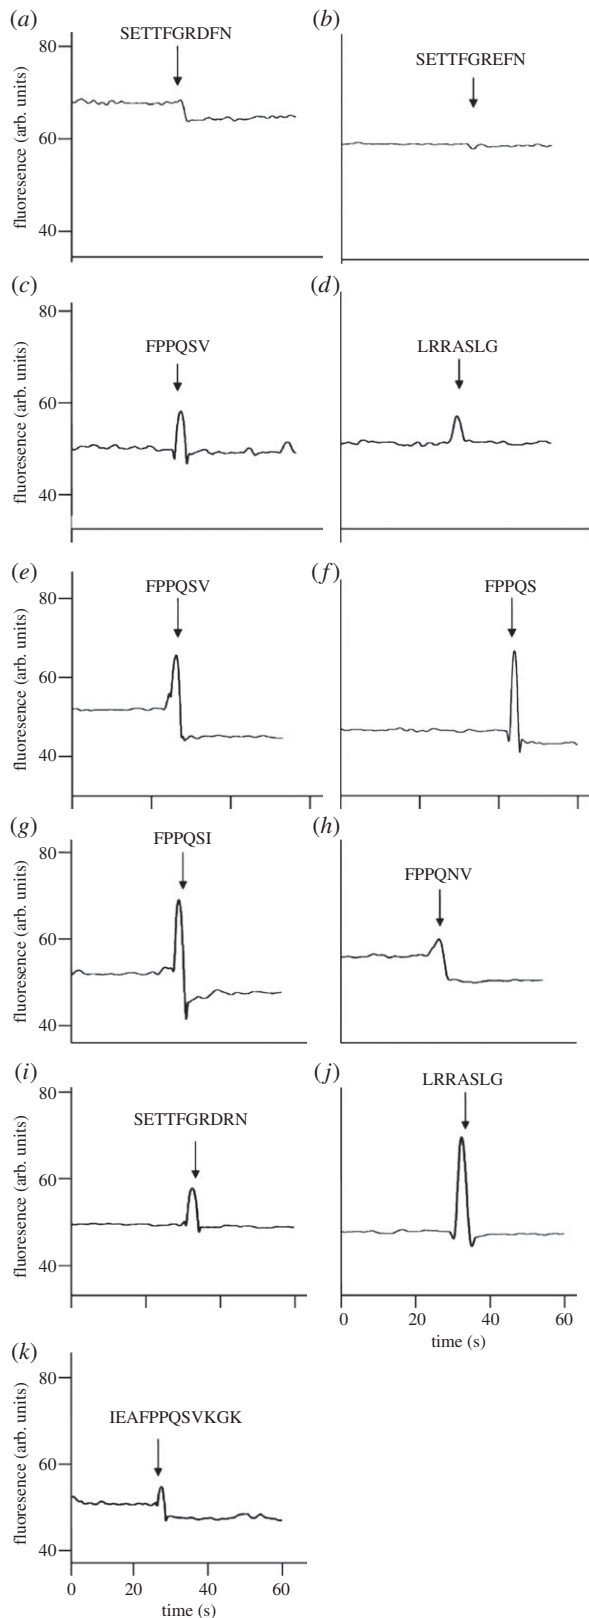 (a)
SETTFGRDFN
(b)
SETTFGREFN
fluoresence (arb. units)
80
60
40
(c)
FPPQSV
(d)
LRRASLG
fluoresence (arb. units)
80
60
40
(e)
FPPQSV
(f)
FPPQS
fluoresence (arb. units)
80
60
40
(g)
FPPQSI
(h)
FPPQNV
fluoresence (arb. units)
80
60
40
(i)
SETTFGRDRN
(j)
LRRASLG
fluoresence (arb. units)
80
60
40
0 20 40 60
time (s)
(k)
IEAFPPQSVKGK
fluoresence (arb. units)
80
60
40
0 20 40 60
time (s)